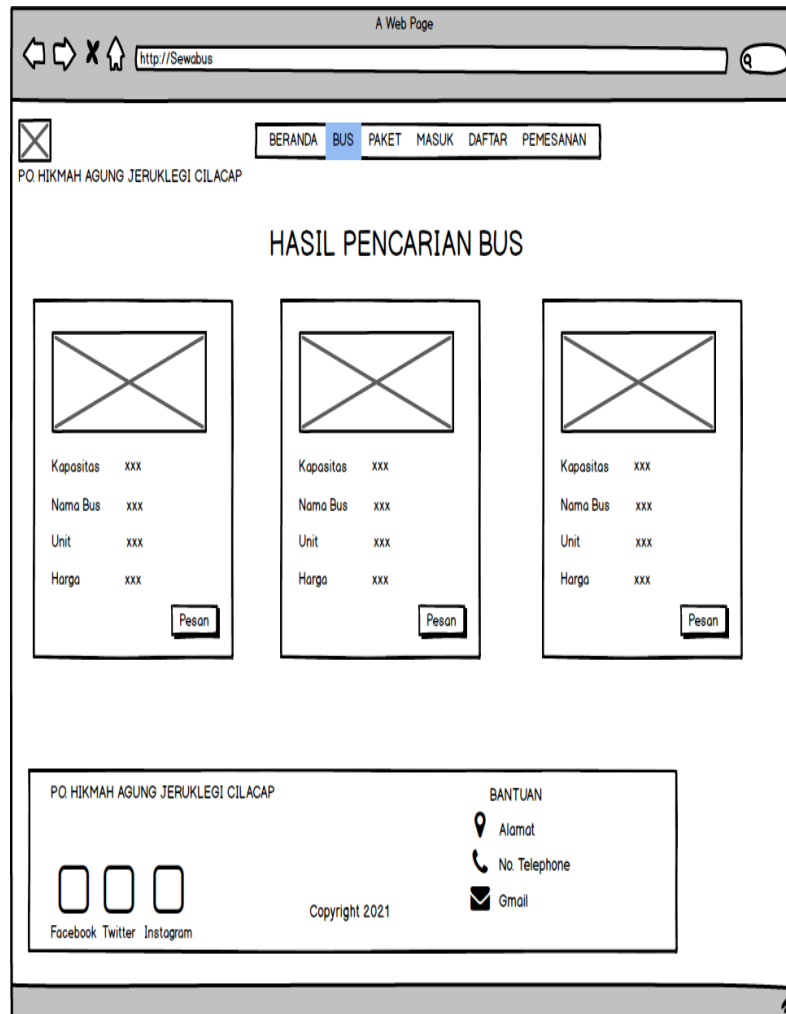 A Web Page
http://Sewabus
BERANDA BUS PAKET MASUK DAFTAR PEMESANAN
PO. HIKMAH AGUNG JERUKLEGI CILACAP
HASIL PENCARIAN BUS
Kapasitas xxx
Nama Bus xxx
Unit xxx
Harga xxx
Pesan
Kapasitas xxx
Nama Bus xxx
Unit xxx
Harga xxx
Pesan
Kapasitas xxx
Nama Bus xxx
Unit xxx
Harga xxx
Pesan
PO. HIKMAH AGUNG JERUKLEGI CILACAP
Facebook Twitter Instagram
Copyright 2021
BANTUAN
Alamat
No. Telephone
Gmail